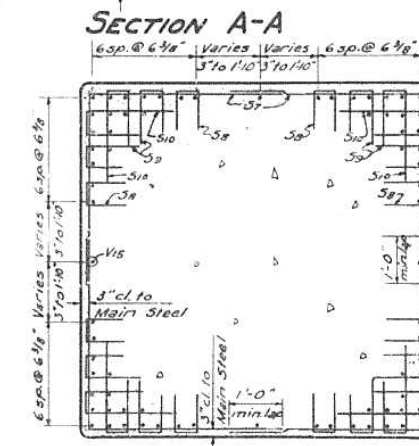 SECTION A-A
6 sp. @ 6 3/8" Varies Varies 6 sp. @ 6 3/8"
3" to 1'-10" 3" to 1'-10"
S7
S10 S8 S8 S10
S9 S9
S10 S10
S8 S8
6 sp. @ 6 3/8
Varies 3" to 1'-10
V15
1'-0"
min. lap
Varies 3" to 1'-10"
3" cl. to
Main Steel
6 sp. @ 6 3/8"
3" cl. to
Main Steel
1'-0"
min. lap